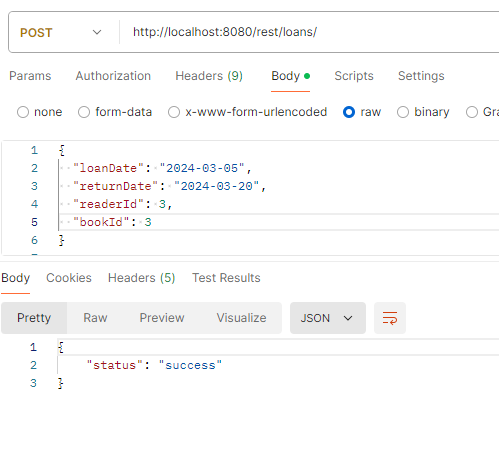 POST http://localhost:8080/rest/loans/
Params Authorization Headers (9) Body Scripts Settings
none form-data x-www-form-urlencoded raw binary Gra
1 {
2 "loanDate": "2024-03-05",
3 "returnDate": "2024-03-20",
4 "readerId": 3,
5 "bookId": 3
6 }
Body Cookies Headers (5) Test Results
Pretty Raw Preview Visualize JSON
1 {
2 "status": "success"
3 }